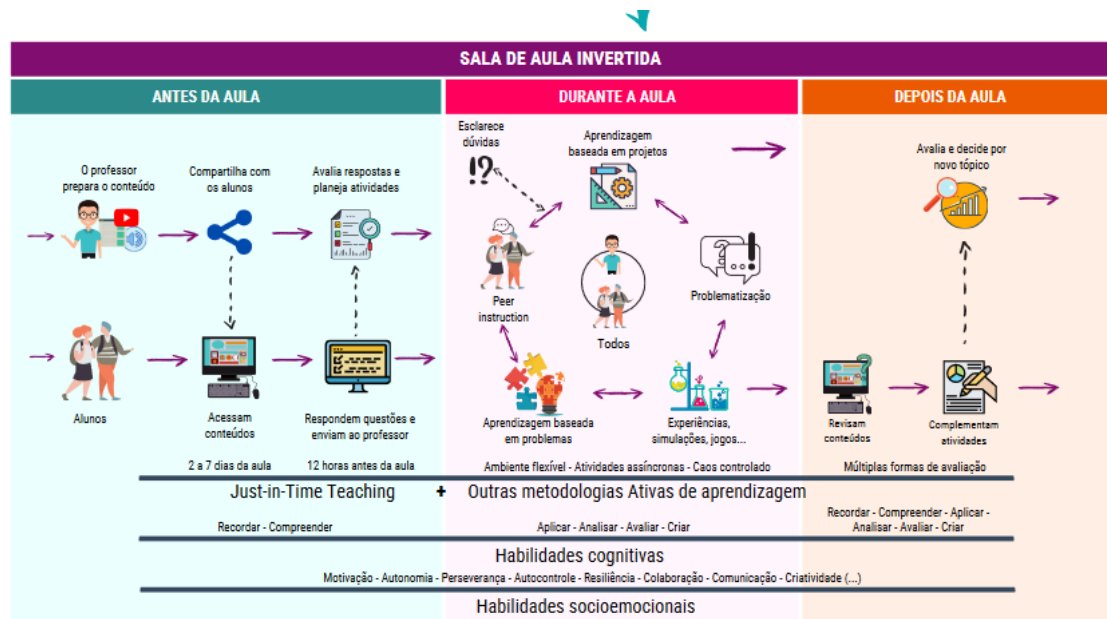 SALA DE AULA INVERTIDA
ANTES DA AULA
O professor
prepara o conteúdo
Compartilha com
os alunos
Avalia respostas e
planeja atividades
Alunos
Acessam
conteúdos
Respondem questões e
enviam ao professor
2 a 7 dias da aula
12 horas antes da aula
DURANTE A AULA
Esclarece
dúvidas
!?
Aprendizagem
baseada em projetos
Peer
instruction
Todos
Problematização
Aprendizagem baseada
em problemas
Experiências,
simulações, jogos...
Ambiente flexível - Atividades assíncronas - Caos controlado
DEPOIS DA AULA
Avalia e decide por
novo tópico
Revisam
conteúdos
Complementam
atividades
Múltiplas formas de avaliação
Just-in-Time Teaching + Outras metodologias Ativas de aprendizagem
Recordar - Compreender
Aplicar - Analisar - Avaliar - Criar
Recordar - Compreender - Aplicar -
Analisar - Avaliar - Criar
Habilidades cognitivas
Motivação - Autonomia - Perseverança - Autocontrole - Resiliência - Colaboração - Comunicação - Criatividade (...)
Habilidades socioemocionais